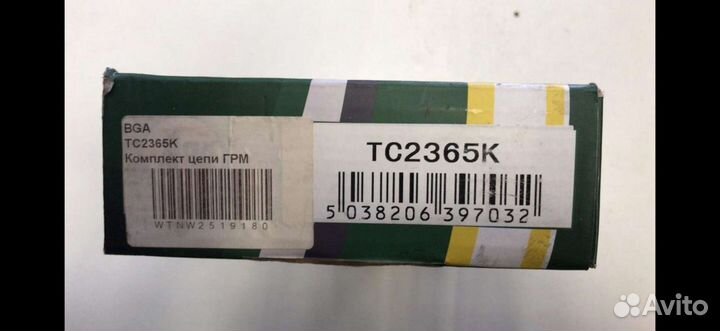 BGA
TC2365K
Комплект цепи ГРМ
WTNW2519180
TC2365K
5 038206 397032
Avito